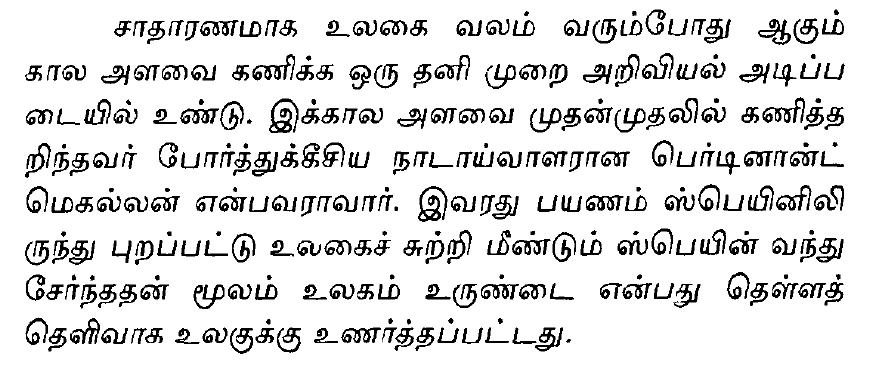 சாதாரணமாக உலகை வலம் வரும்போது ஆகும்
கால அளவை கணிக்க ஒரு தனி முறை அறிவியல் அடிப்ப
டையில் உண்டு. இக்கால அளவை முதன்முதலில் கணித்த
றிந்தவர் போர்த்துக்கீசிய நாடாய்வாளரான பெர்டினாண்ட்
மெகல்லன் என்பவராவார். இவரது பயணம் ஸ்பெயினிலி
ருந்து புறப்பட்டு உலகைச் சுற்றி மீண்டும் ஸ்பெயின் வந்து
சேர்ந்ததன் மூலம் உலகம் உருண்டை என்பது தெள்ளத்
தெளிவாக உலகுக்கு உணர்த்தப்பட்டது.